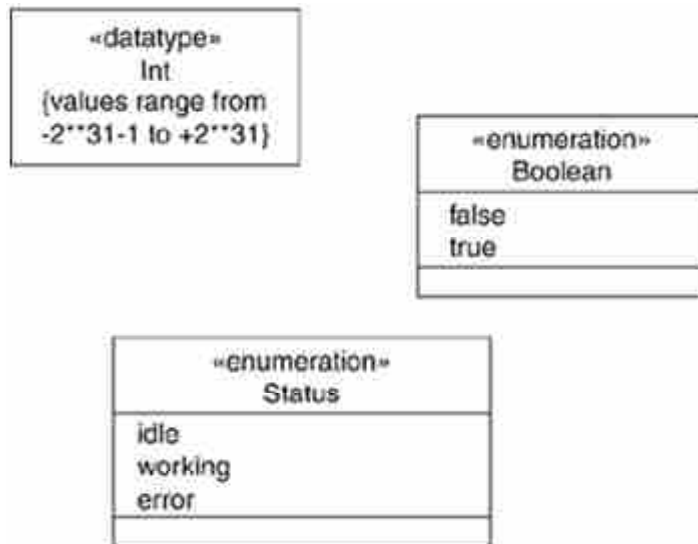 «datatype»
Int
{values range from
-2**31-1 to +2**31}
«enumeration»
Boolean
false
true
«enumeration»
Status
idle
working
error